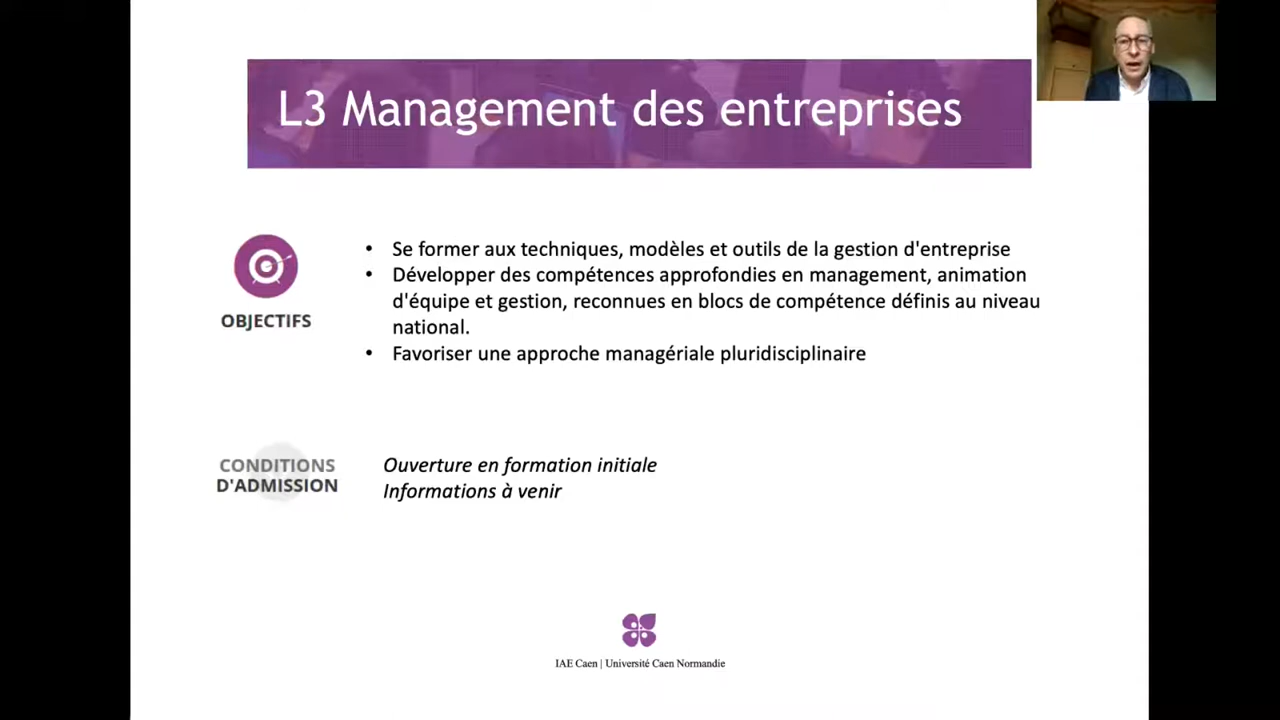 L3 Management des entreprises
• Se former aux techniques, modèles et outils de la gestion d'entreprise
• Développer des compétences approfondies en management, animation
d'équipe et gestion, reconnues en blocs de compétence définis au niveau
national.
• Favoriser une approche managériale pluridisciplinaire
OBJECTIFS
CONDITIONS
D'ADMISSION
Ouverture en formation initiale
Informations à venir
IAE Caen | Université Caen Normandie